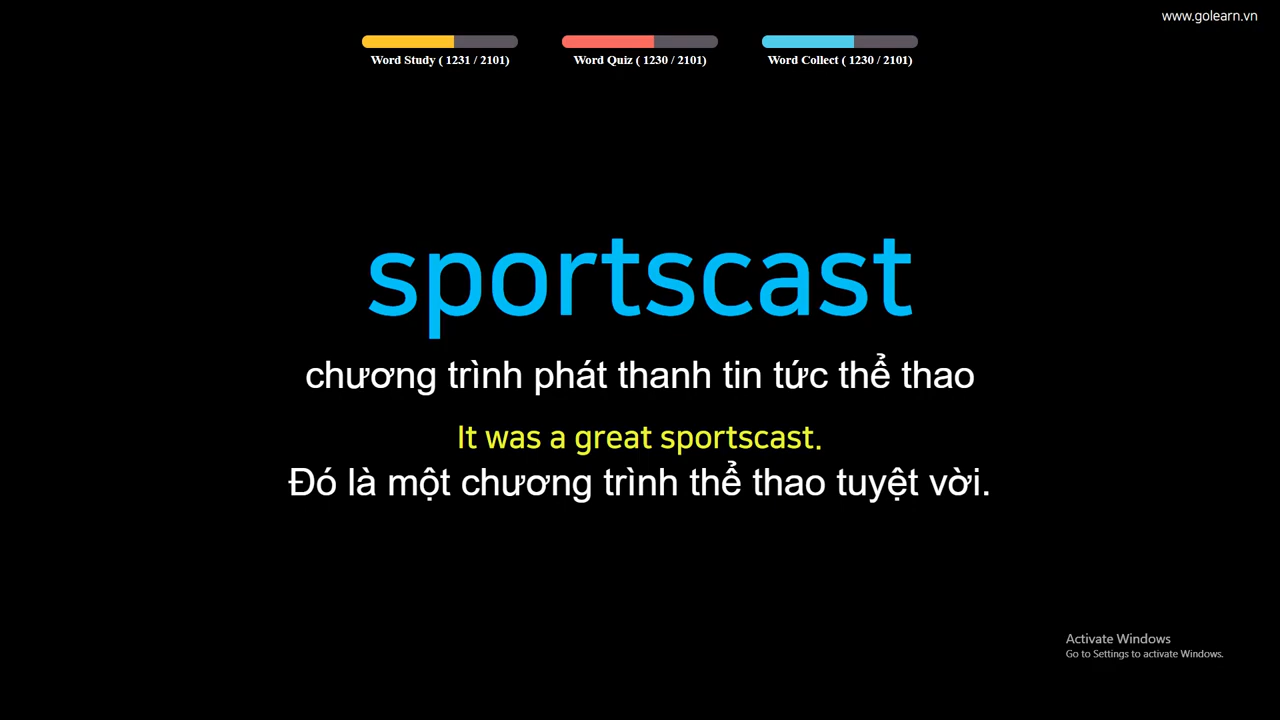 www.golearn.vn
Word Study ( 1231 / 2101)
Word Quiz ( 1230 / 2101)
Word Collect ( 1230 / 2101)
sportscast
chương trình phát thanh tin tức thể thao
It was a great sportscast.
Đó là một chương trình thể thao tuyệt vời.
Activate Windows
Go to Settings to activate Windows.